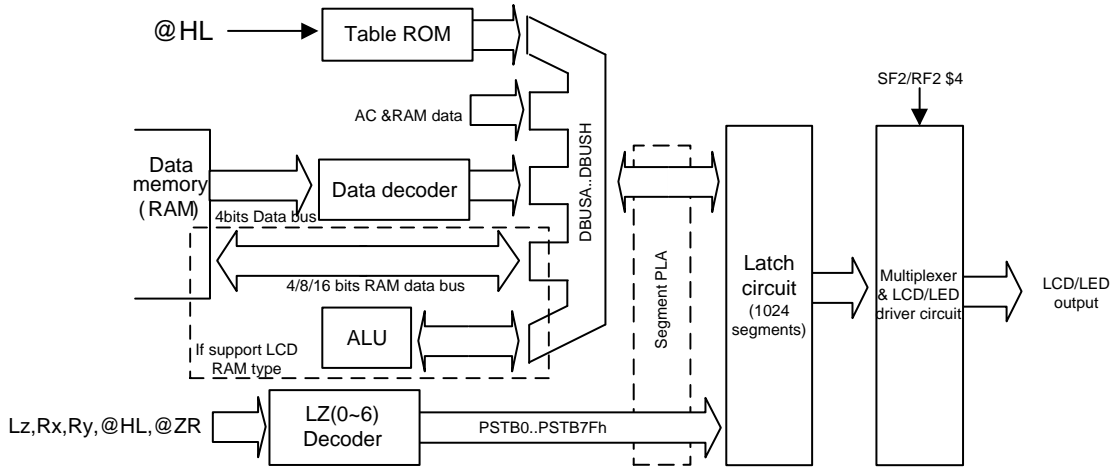 @HL
Table ROM
SF2/RF2 $4
AC &RAM data
Data
memory
(RAM)
Data decoder
4bits Data bus
DBUSA..DBUSH
4/8/16 bits RAM data bus
ALU
If support LCD
RAM type
Segment PLA
Latch
circuit
(1024
segments)
Multiplexer
& LCD/LED
driver circuit
LCD/LED
output
Lz,Rx,Ry,@HL,@ZR
LZ(0~6)
Decoder
PSTB0..PSTB7Fh